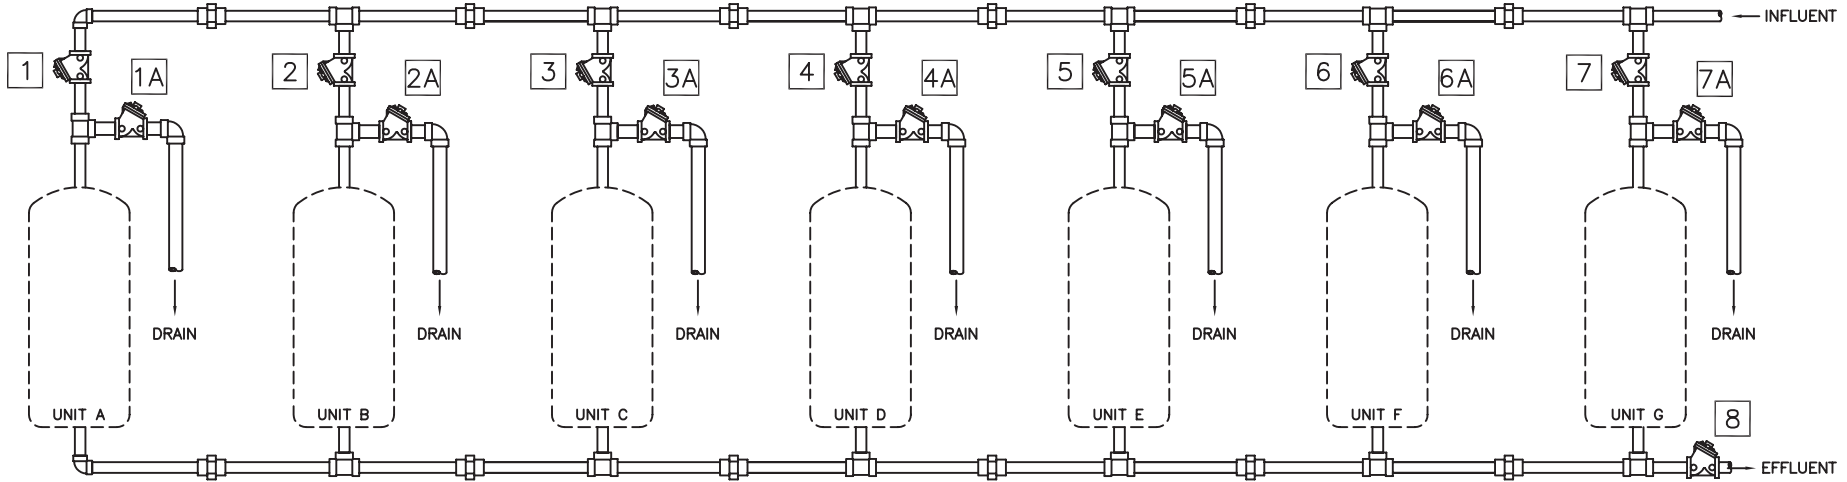 INFLUENT
1
1A
2
2A
3
3A
4
4A
5
5A
6
6A
7
7A
DRAIN
DRAIN
DRAIN
DRAIN
DRAIN
DRAIN
DRAIN
UNIT A
UNIT B
UNIT C
UNIT D
UNIT E
UNIT F
UNIT G
8
EFFLUENT